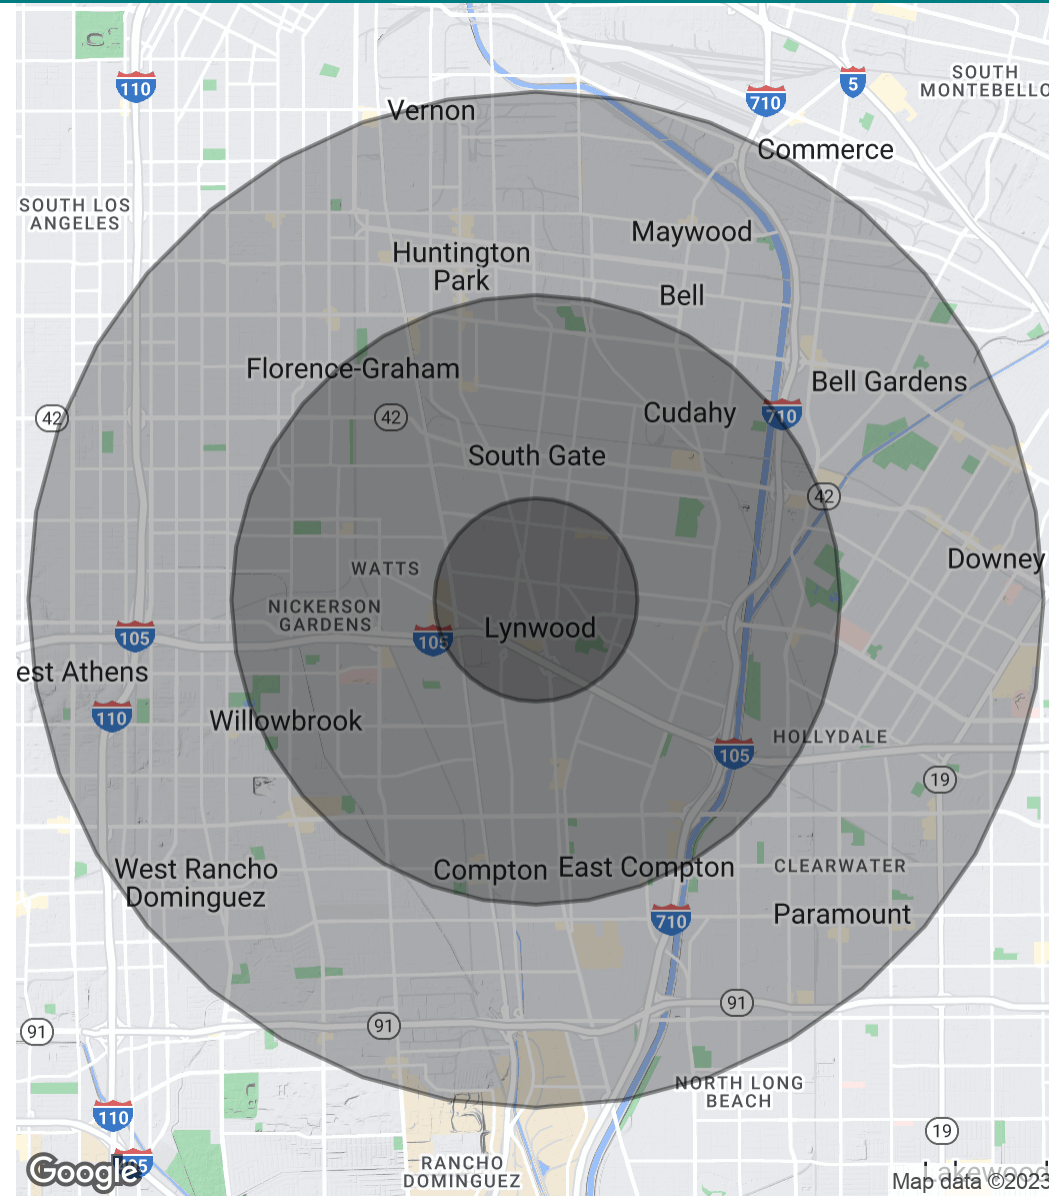 110
5
SOUTH
MONTEBELLO
710
Vernon
Commerce
SOUTH LOS
ANGELES
Maywood
Huntington
Park
Bell
Florence-Graham
Bell Gardens
42
42
Cudahy
710
South Gate
42
Downey
WATTS
NICKERSON
GARDENS
Lynwood
105
105
est Athens
110
Willowbrook
HOLLYDALE
105
19
West Rancho
Dominguez
Compton
East Compton
CLEARWATER
Paramount
710
91
91
91
NORTH LONG
BEACH
110
19
RANCHO
DOMINGUEZ
Lakewood
Google
Map data ©2023